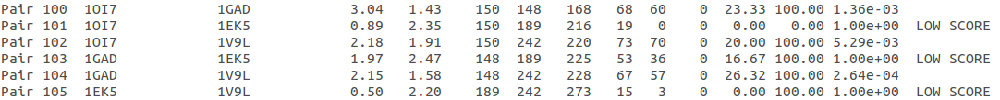 Pair 100  1OI7            1GAD            3.04   1.43    150  148   168   68  60    0  23.33 100.00 1.36e-03
Pair 101  1OI7            1EK5            0.89   2.35    150  189   216   19   0    0   0.00   0.00 1.00e+00  LOW SCORE
Pair 102  1OI7            1V9L            2.18   1.91    150  242   220   73  70    0  20.00 100.00 5.29e-03
Pair 103  1GAD            1EK5            1.97   2.47    148  189   225   53  36    0  16.67 100.00 1.00e+00  LOW SCORE
Pair 104  1GAD            1V9L            2.15   1.58    148  242   228   67  57    0  26.32 100.00 2.64e-04
Pair 105  1EK5            1V9L            0.50   2.20    189  242   273   15   3    0   0.00 100.00 1.00e+00  LOW SCORE